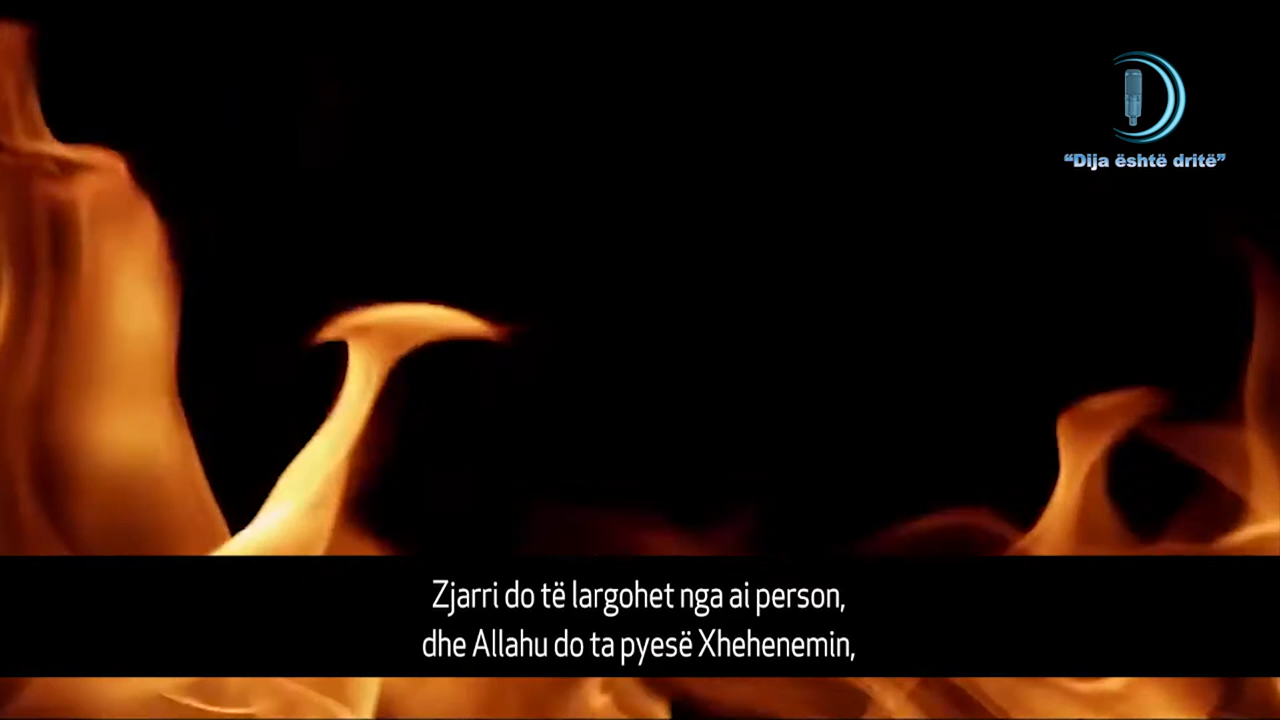 “Dija është dritë”
Zjarri do të largohet nga ai person,
dhe Allahu do ta pyesë Xhehenemin,